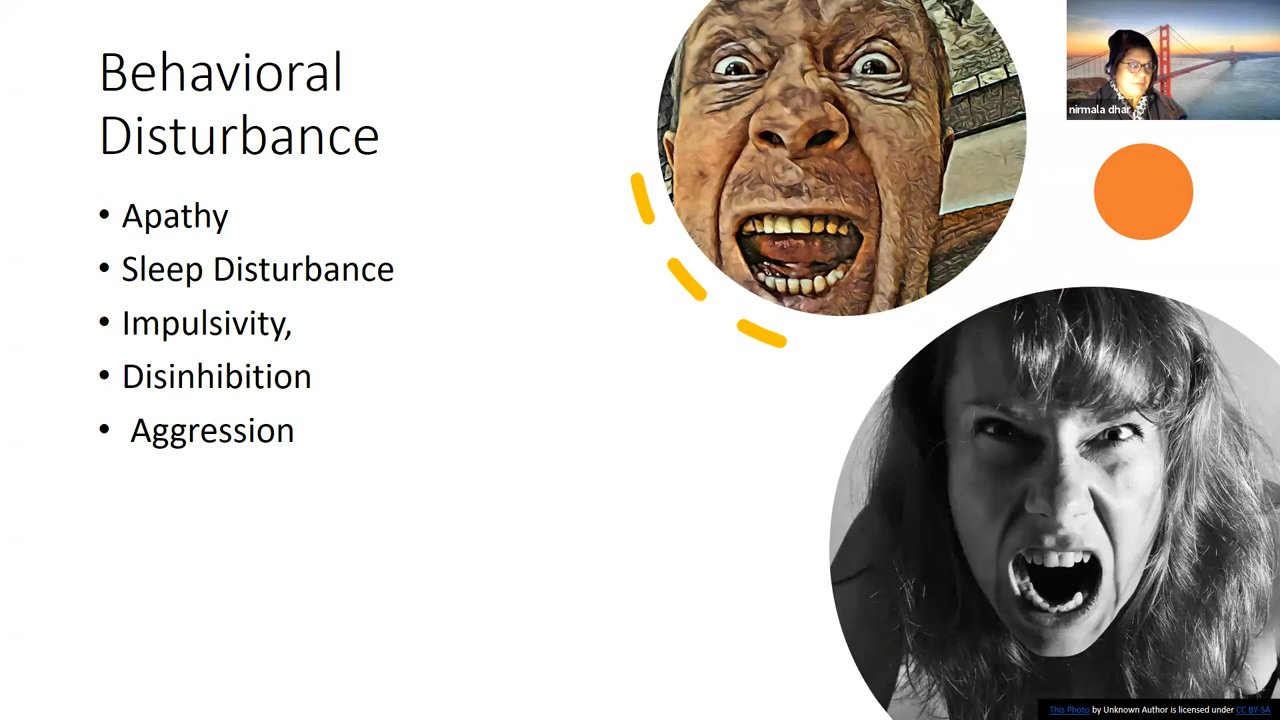 Behavioral
Disturbance
• Apathy
• Sleep Disturbance
• Impulsivity,
• Disinhibition
• Aggression
nirmala dhar
This Photo by Unknown Author is licensed under CC BY-SA